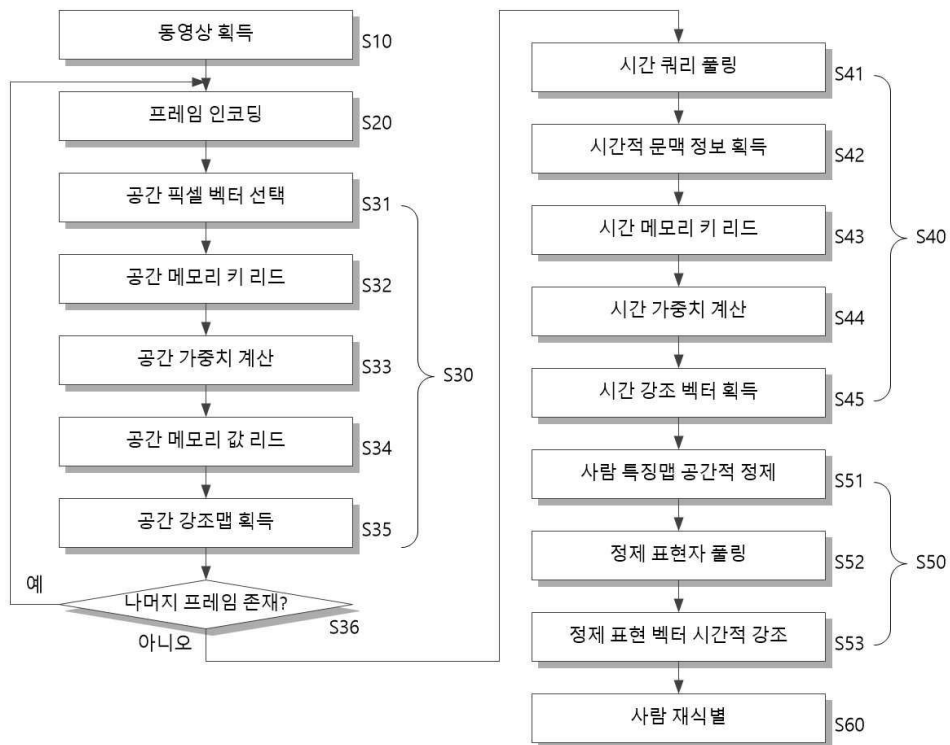 동영상 획득
S10
프레임 인코딩
S20
공간 픽셀 벡터 선택
S31
공간 메모리 키 리드
S32
공간 가중치 계산
S33
S30
공간 메모리 값 리드
S34
공간 강조맵 획득
S35
예
나머지 프레임 존재?
S36
아니오
시간 쿼리 풀링
S41
시간적 문맥 정보 획득
S42
시간 메모리 키 리드
S43
S40
시간 가중치 계산
S44
시간 강조 벡터 획득
S45
사람 특징맵 공간적 정제
S51
정제 표현자 풀링
S52
S50
정제 표현 벡터 시간적 강조
S53
사람 재식별
S60